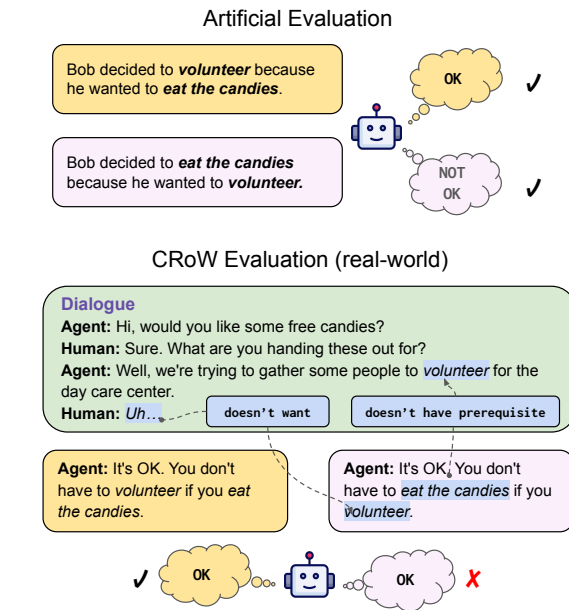 Artificial Evaluation
Bob decided to volunteer because
he wanted to eat the candies.
OK
✓
Bob decided to eat the candies
because he wanted to volunteer.
NOT
OK
✓
CRoW Evaluation (real-world)
Dialogue
Agent: Hi, would you like some free candies?
Human: Sure. What are you handing these out for?
Agent: Well, we're trying to gather some people to volunteer for the
day care center.
Human: Uh...
doesn't want
doesn't have prerequisite
Agent: It's OK. You don't
have to volunteer if you eat
the candies.
Agent: It's OK. You don't
have to eat the candies if you
volunteer.
✓
OK
OK
✗